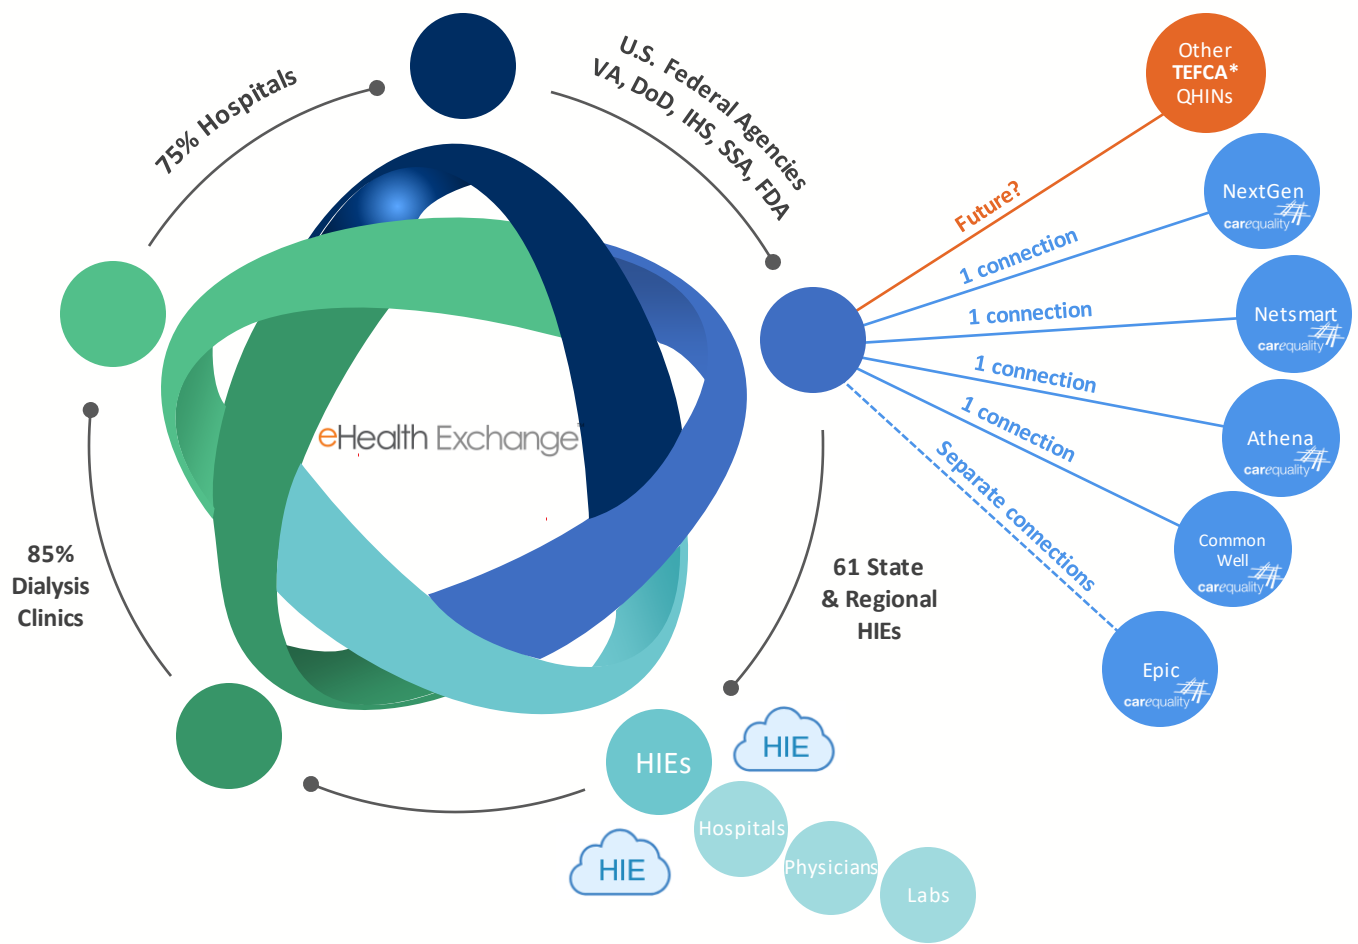 75% Hospitals
U.S. Federal Agencies
VA, DoD, IHS, SSA, FDA
Other
TEFCA*
QHINs
Future?
NextGen
carequality
1 connection
Netsmart
carequality
1 connection
Athena
carequality
1 connection
Common
Well
carequality
1 connection
Epic
carequality
Separate connections
eHealth Exchange
85%
Dialysis
Clinics
61 State
& Regional
HIEs
HIEs
HIE
HIE
Hospitals
Physicians
Labs